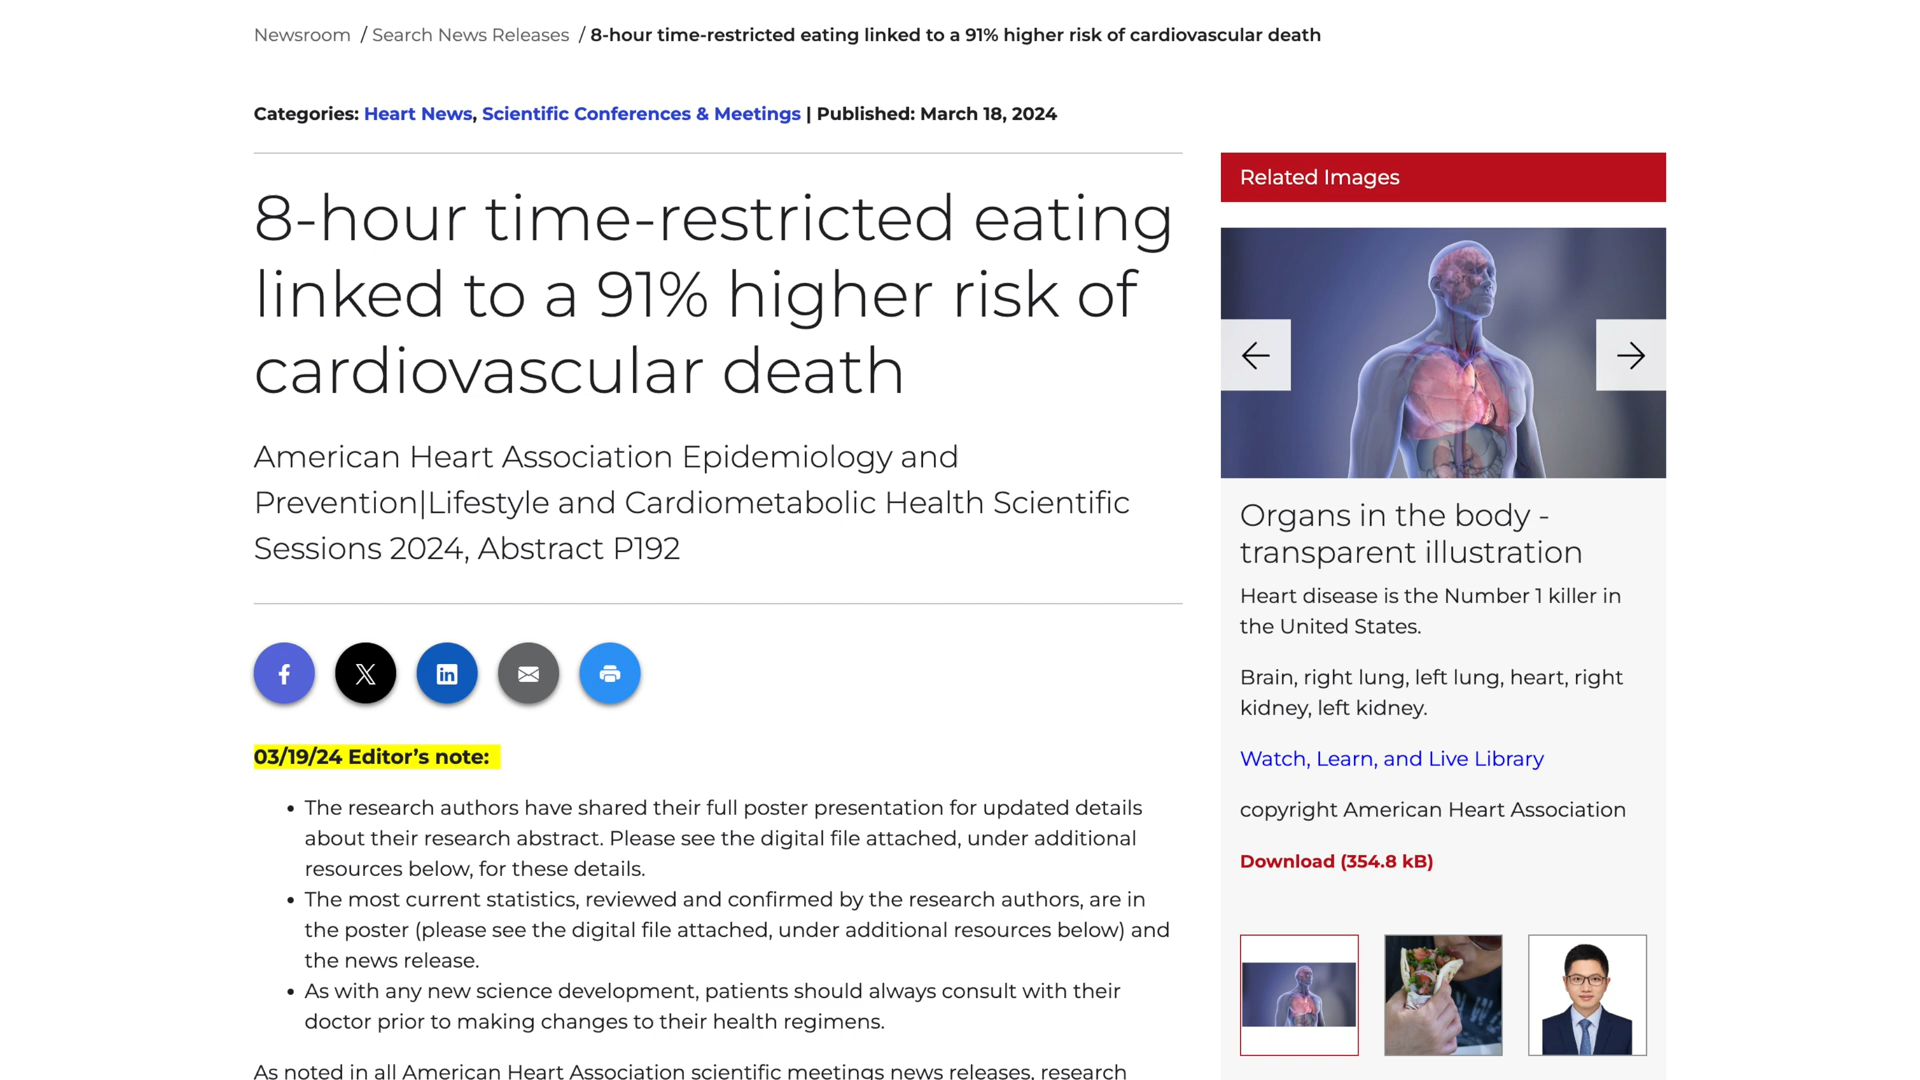 Newsroom / Search News Releases / 8-hour time-restricted eating linked to a 91% higher risk of cardiovascular death
Categories: Heart News, Scientific Conferences & Meetings | Published: March 18, 2024
8-hour time-restricted eating
linked to a 91% higher risk of
cardiovascular death
American Heart Association Epidemiology and
Prevention|Lifestyle and Cardiometabolic Health Scientific
Sessions 2024, Abstract P192
03/19/24 Editor’s note:
• The research authors have shared their full poster presentation for updated details
about their research abstract. Please see the digital file attached, under additional
resources below, for these details.
• The most current statistics, reviewed and confirmed by the research authors, are in
the poster (please see the digital file attached, under additional resources below) and
the news release.
• As with any new science development, patients should always consult with their
doctor prior to making changes to their health regimens.
As noted in all American Heart Association scientific meetings news releases, research
Related Images
Organs in the body -
transparent illustration
Heart disease is the Number 1 killer in
the United States.
Brain, right lung, left lung, heart, right
kidney, left kidney.
Watch, Learn, and Live Library
copyright American Heart Association
Download (354.8 kB)